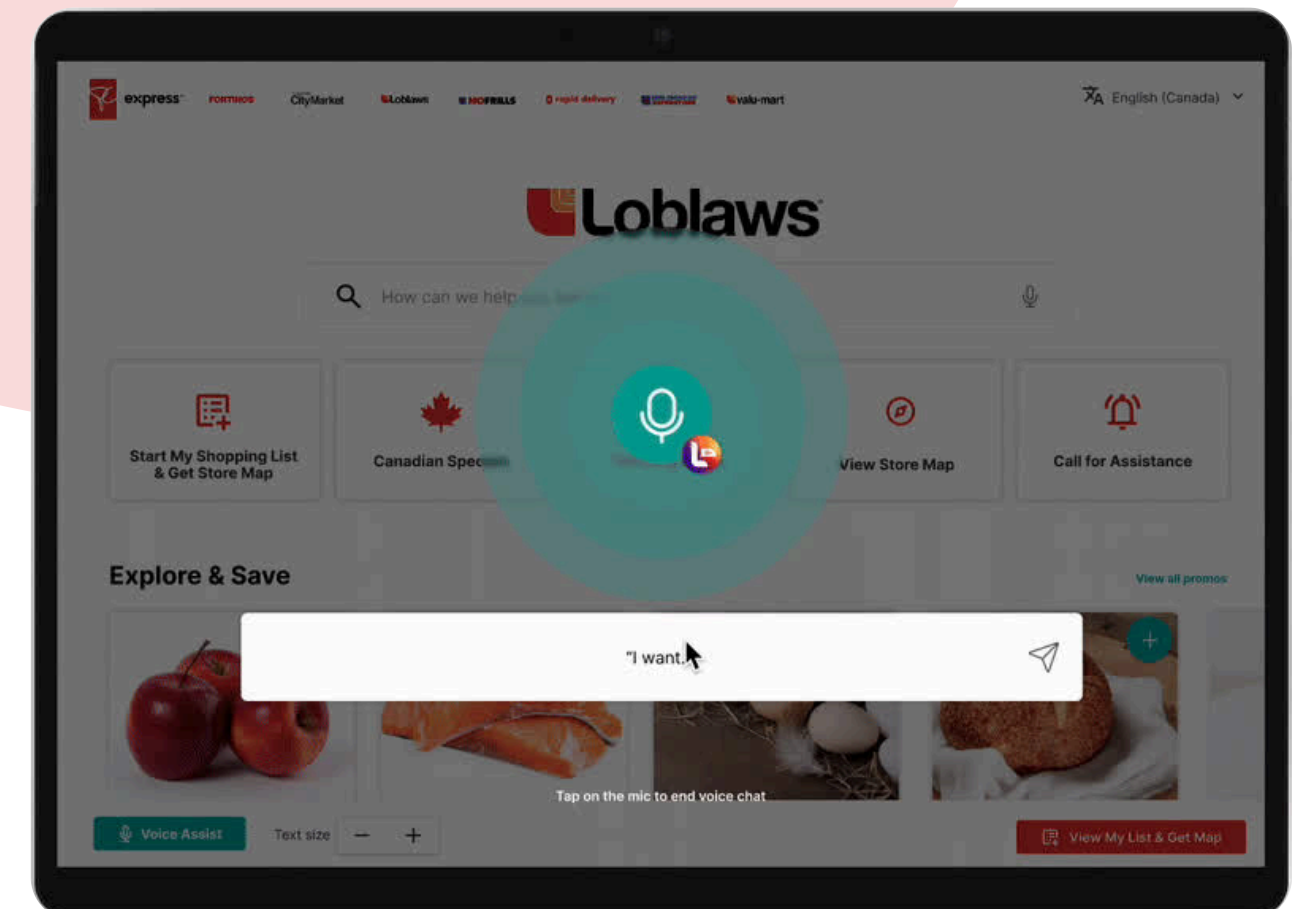 express FORTINOS CityMarket Loblaws NOFRILLS rapid delivery valu-mart English (Canada)
Loblaws
How can we help
Start My Shopping List
& Get Store Map
Canadian
View Store Map
Call for Assistance
Explore & Save
View all promos
"I want.
Tap on the mic to end voice chat
Voice Assist Text size − +
View My List & Get Map